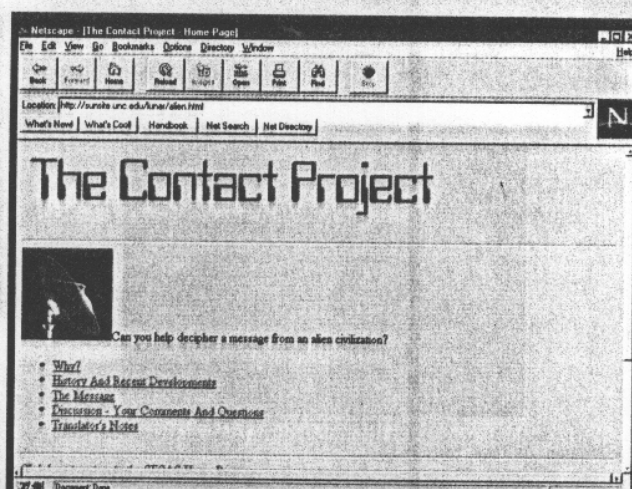 Netscape - [The Contact Project - Home Page]
File Edit View Go Bookmarks Options Directory Window Help
Back Forward Home Reload Images Open Print Find Stop
Location: http://sunsite.unc.edu/lunar/alien.html
What's New! What's Cool! Handbook Net Search Net Directory
N
The Contact Project
Can you help decipher a message from an alien civilization?
Why?
History And Recent Developments
The Message
Discussion - Your Comments And Questions
Translator's Notes
Document: Done